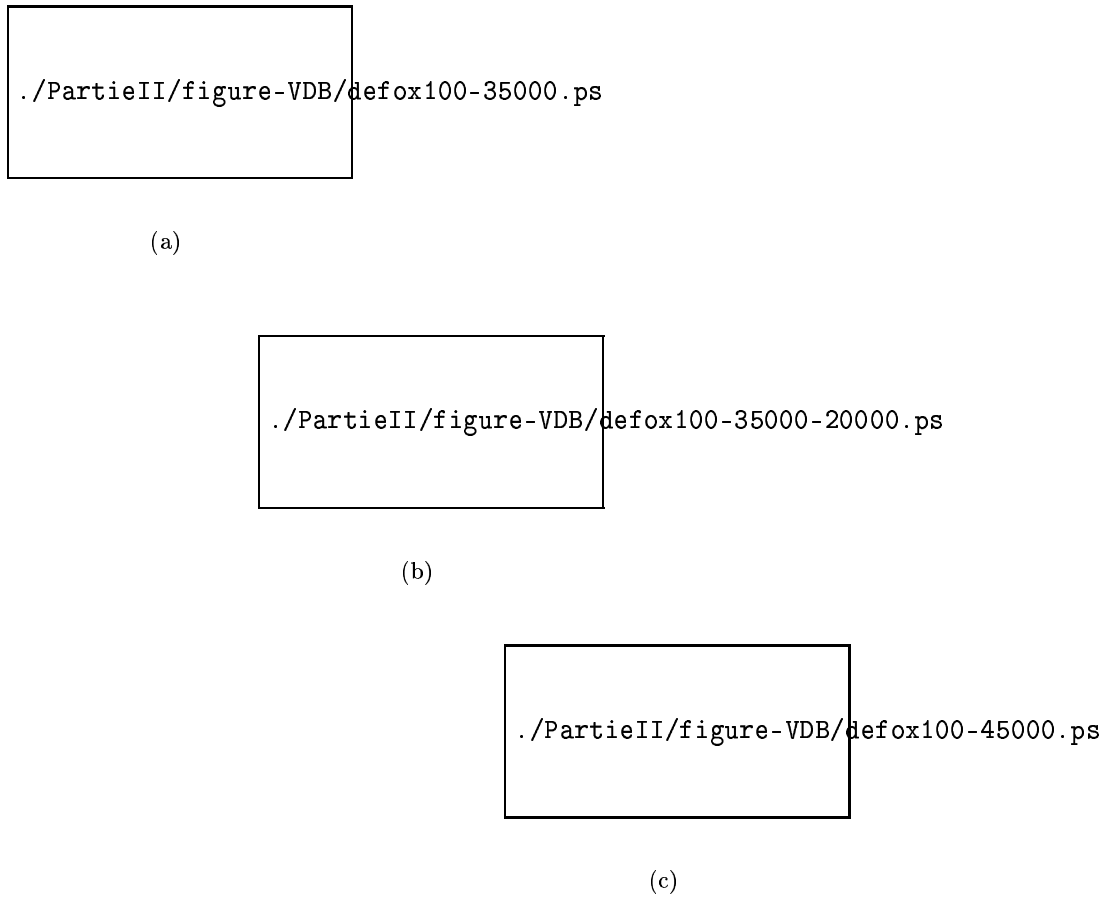 ./PartieII/figure-VDB/defox100-35000.ps
(a)
./PartieII/figure-VDB/defox100-35000-20000.ps
(b)
./PartieII/figure-VDB/defox100-45000.ps
(c)